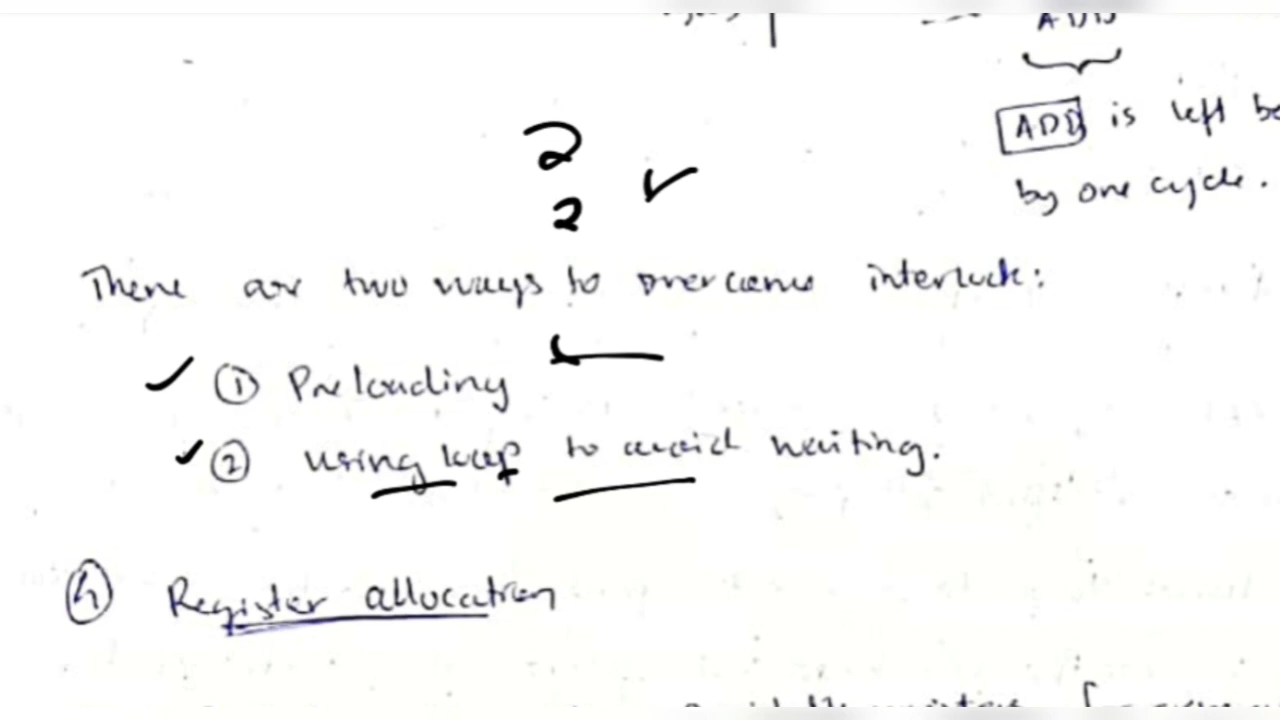 ADD
ADD is left
by one cycle.
2
2
There are two ways to overcome interlock:
① Preloading
② using loop to avoid waiting.
④ Register allocation